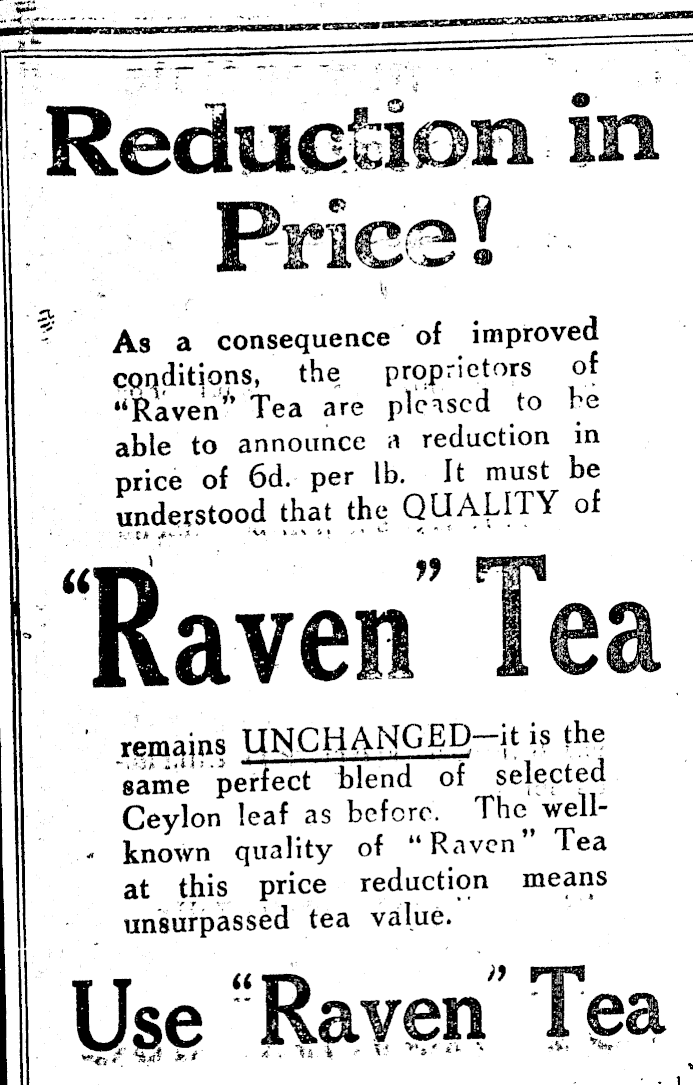 Reduction in
Price!
As a consequence of improved
conditions, the proprietors of
"Raven" Tea are pleased to be
able to announce a reduction in
price of 6d. per lb. It must be
understood that the QUALITY of
"Raven" Tea
remains UNCHANGED—it is the
same perfect blend of selected
Ceylon leaf as before. The well-
known quality of "Raven" Tea
at this price reduction means
unsurpassed tea value.
Use "Raven" Tea